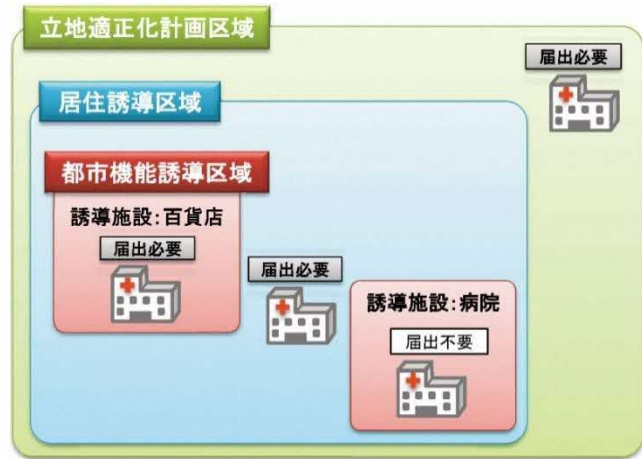 立地適正化計画区域
届出必要
居住誘導区域
都市機能誘導区域
誘導施設:百貨店
届出必要
届出必要
誘導施設:病院
届出不要